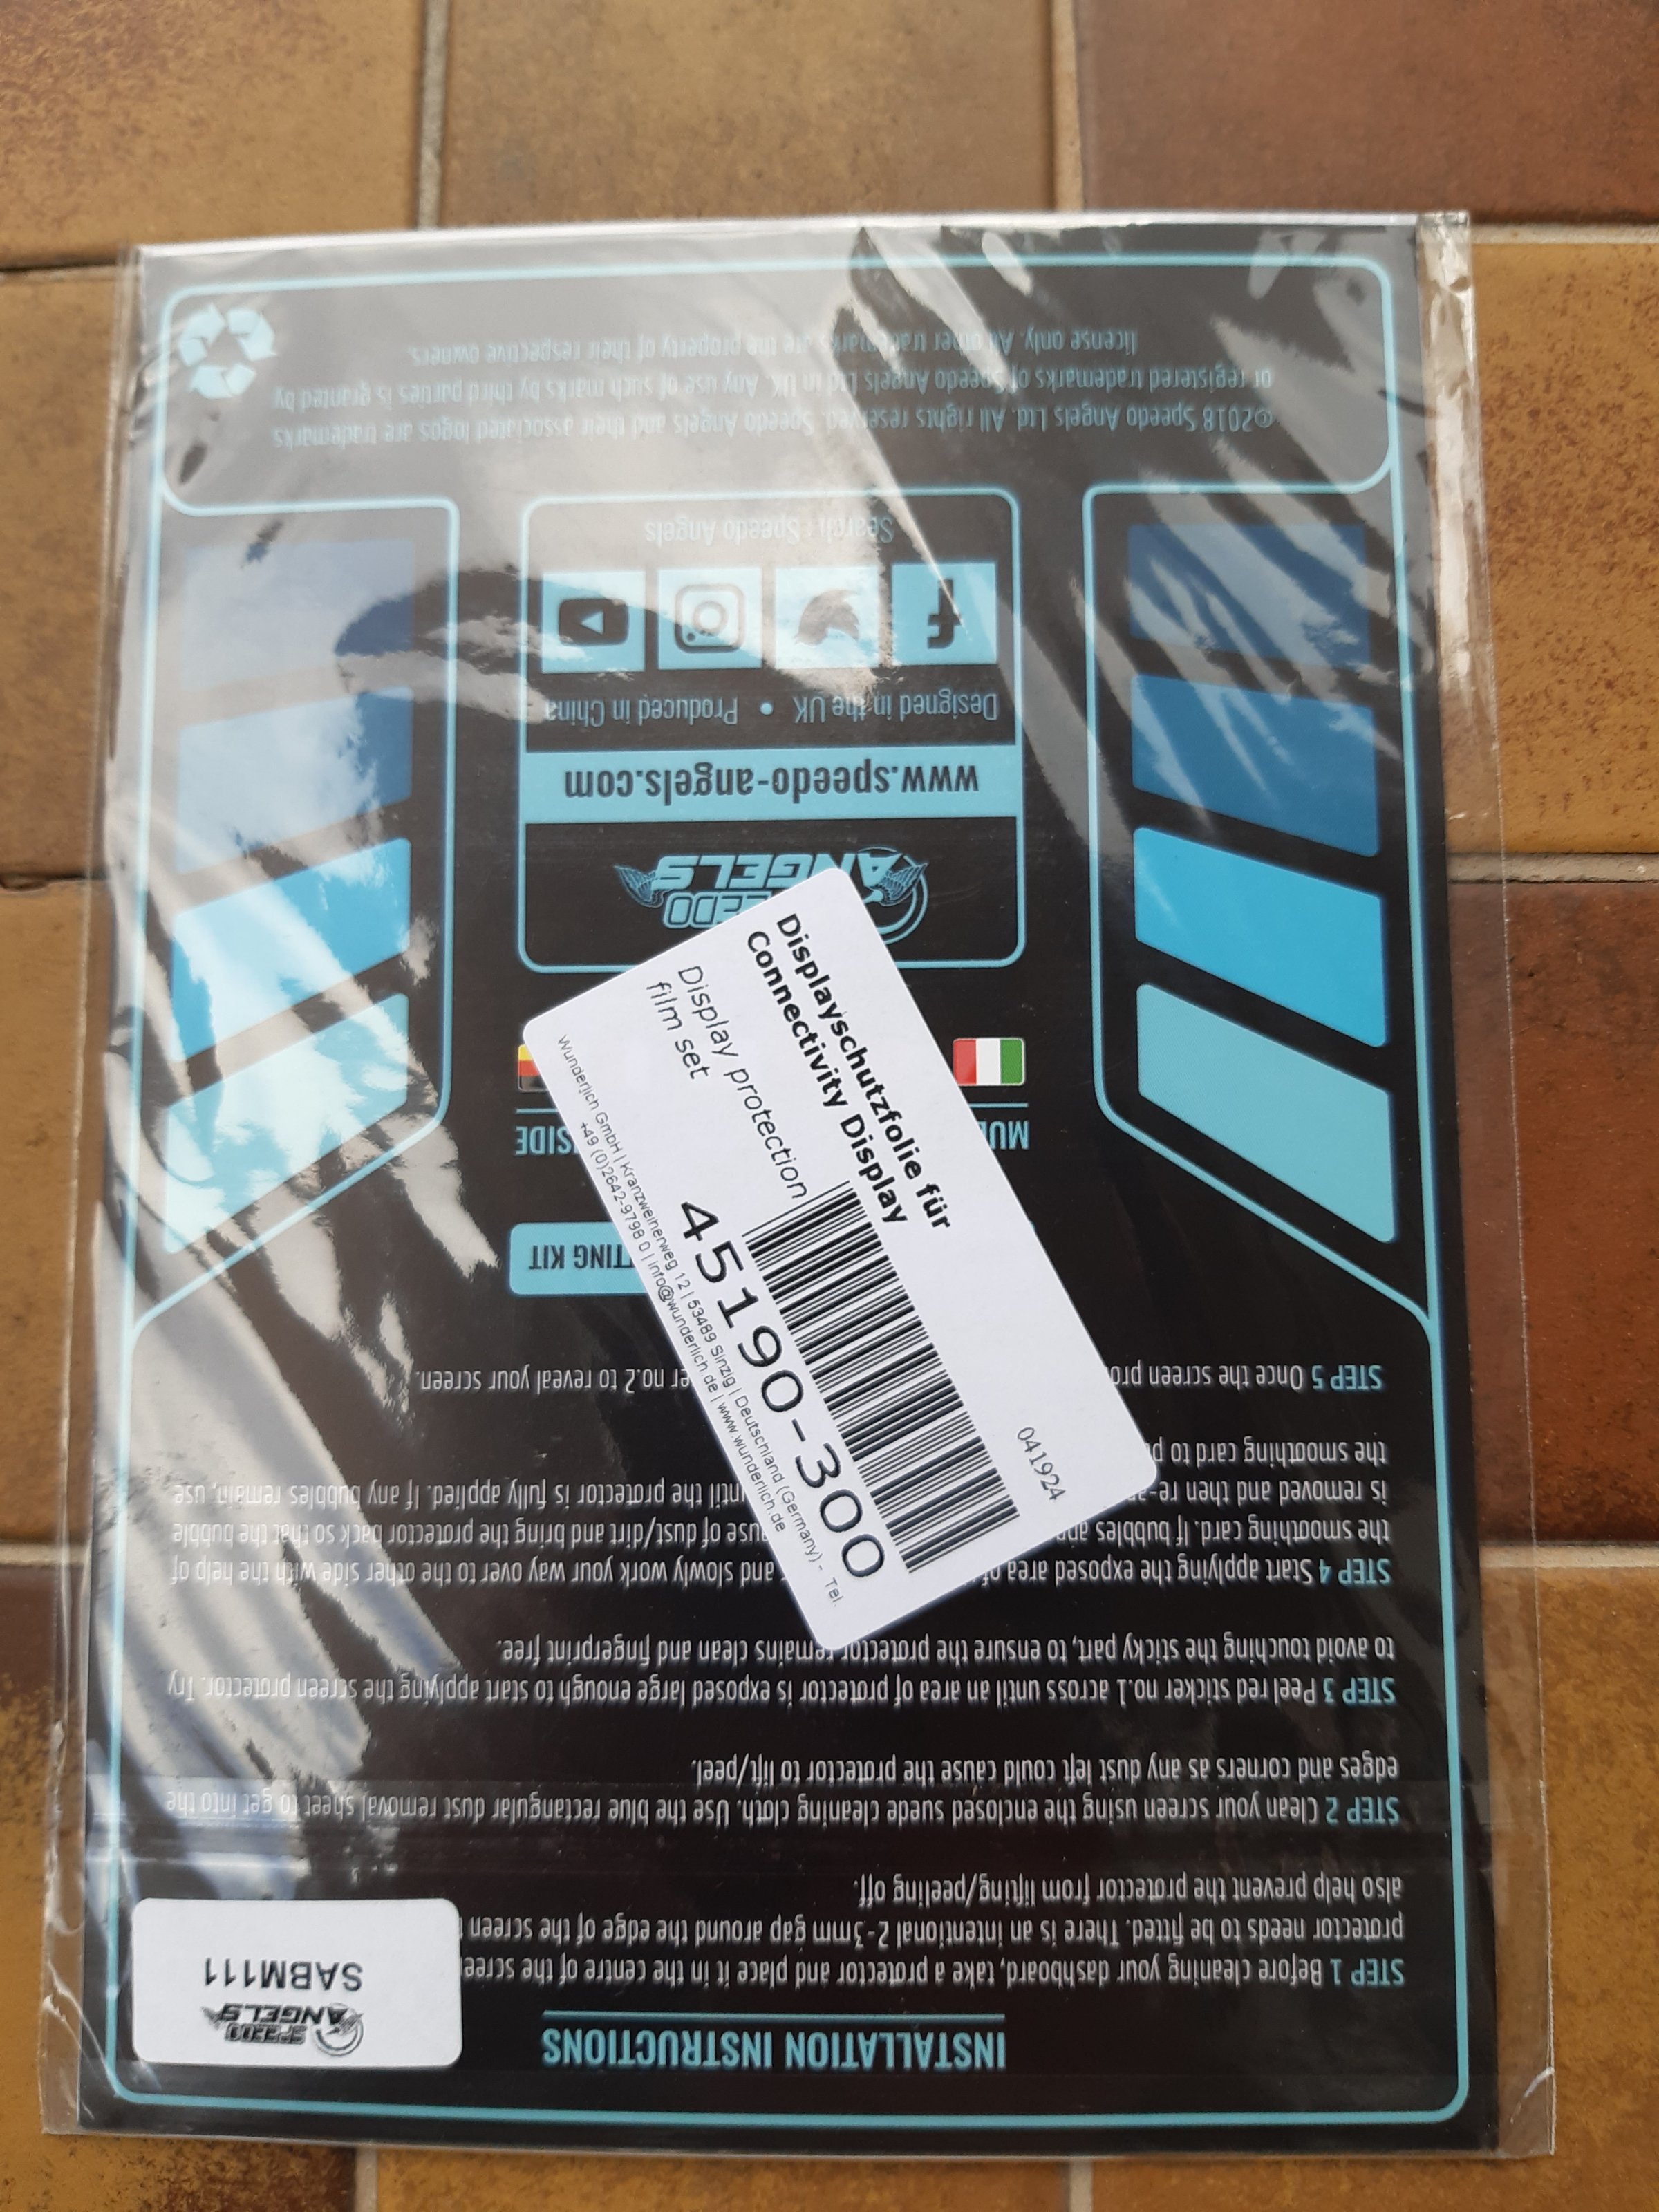 INSTALLATION INSTRUCTIONS
SPEEDO
ANGELS
SABM111
STEP 1 Before cleaning your dashboard, take a protector and place it in the centre of the
protector needs to be fitted. There is an intentional 2-3mm gap around the edge of the screen
also help prevent the protector from lifting/peeling off.
STEP 2 Clean your screen using the enclosed suede cleaning cloth. Use the blue rectangular dust removal sheet to get into the
edges and corners as any dust left could cause the protector to lift/peel.
STEP 3 Peel red sticker no.1 across until an area of protector is exposed large enough to start applying the screen protector. Try
to avoid touching the sticky part, to ensure the protector remains clean and fingerprint free.
STEP 4 Start applying the exposed area and slowly work your way over to the other side with the help of
the smoothing card. If bubbles of dust/dirt and bring the protector back so that the bubble
is removed and then until the protector is fully applied. If any bubbles remain, use
the smoothing card to
STEP 5 Once the screen no.2 to reveal your screen.
KIT
ANGELS
www.speedo-angels.com
Designed in the UK • Produced in China
Search : Speedo Angels
©2018 Speedo Angels Ltd. All rights reserved. Speedo Angels and their associated logos are trademarks
or registered trademarks of Speedo Angels Ltd in UK. Any use of such marks by third parties is granted by
license only. All other trademarks are the property of their respective owners.
Displayschutzfolie für
Connectivity Display
Display protection
film set
041924
45190-300
Wunderlich GmbH | Kranzweiherweg 12 | 53489 Sinzig | Deutschland (Germany) - Tel.
+49 (0)2642-9798 0 | info@wunderlich.de | www.wunderlich.de